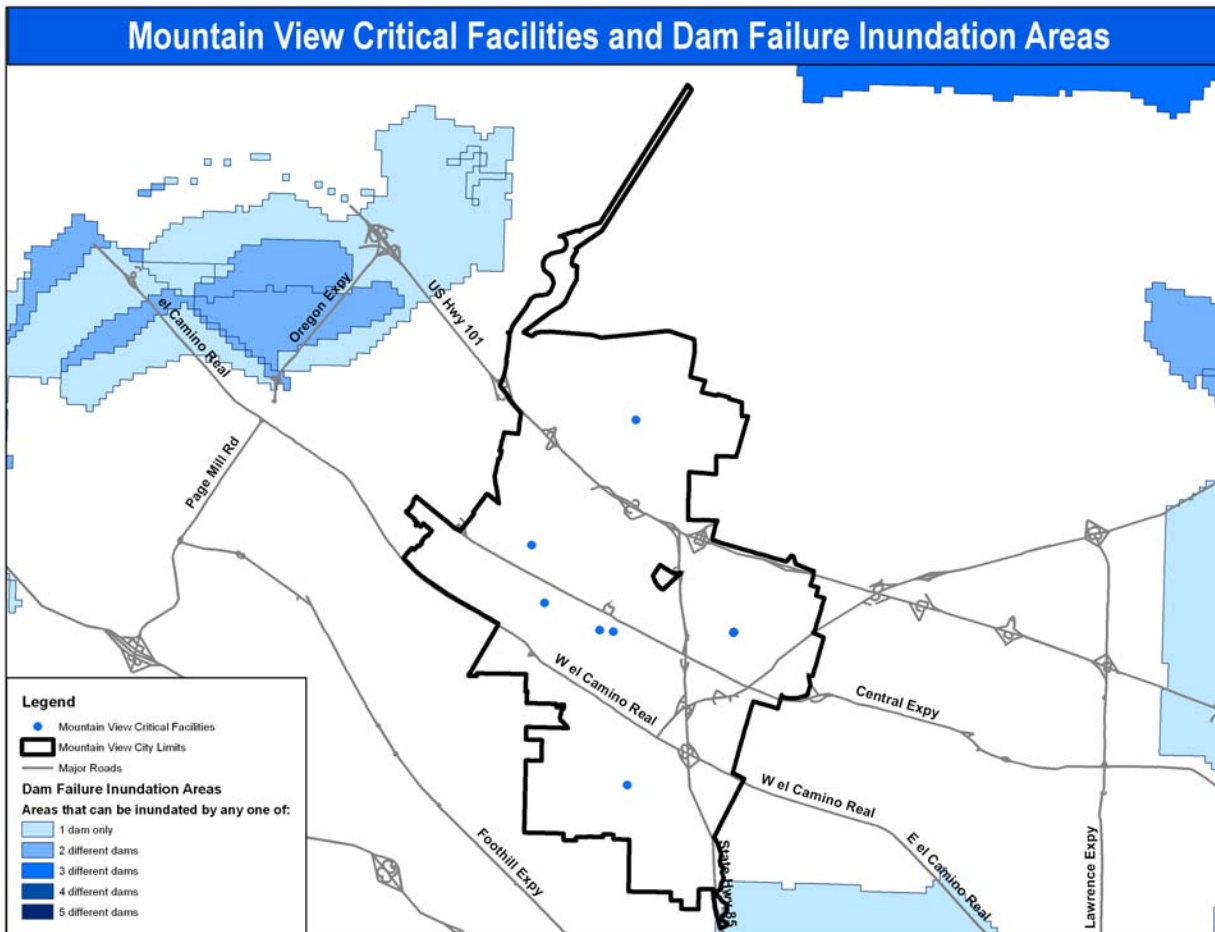 Mountain View Critical Facilities and Dam Failure Inundation Areas
US Hwy 101
Oregon Expy
el Camino Real
Page Mill Rd
W el Camino Real
Central Expy
W el Camino Real
E el Camino Real
Foothill Expy
State Hwy 85
Lawrence Expy
Legend
Mountain View Critical Facilities
Mountain View City Limits
Major Roads
Dam Failure Inundation Areas
Areas that can be inundated by any one of:
1 dam only
2 different dams
3 different dams
4 different dams
5 different dams